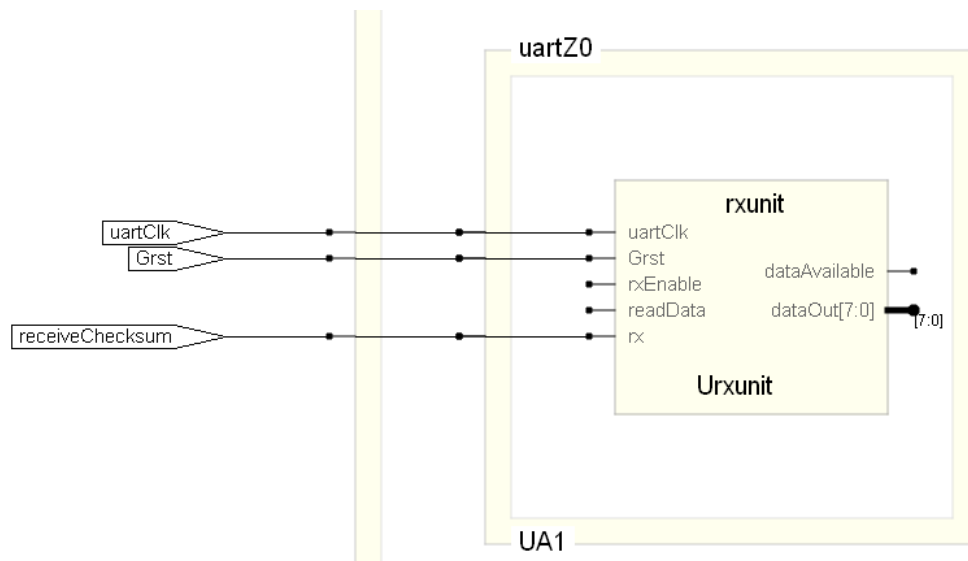 uartZ0
rxunit
uartClk
uartClk
Grst
Grst
dataAvailable
rxEnable
readData
dataOut[7:0]
[7:0]
receiveChecksum
rx
Urxunit
UA1